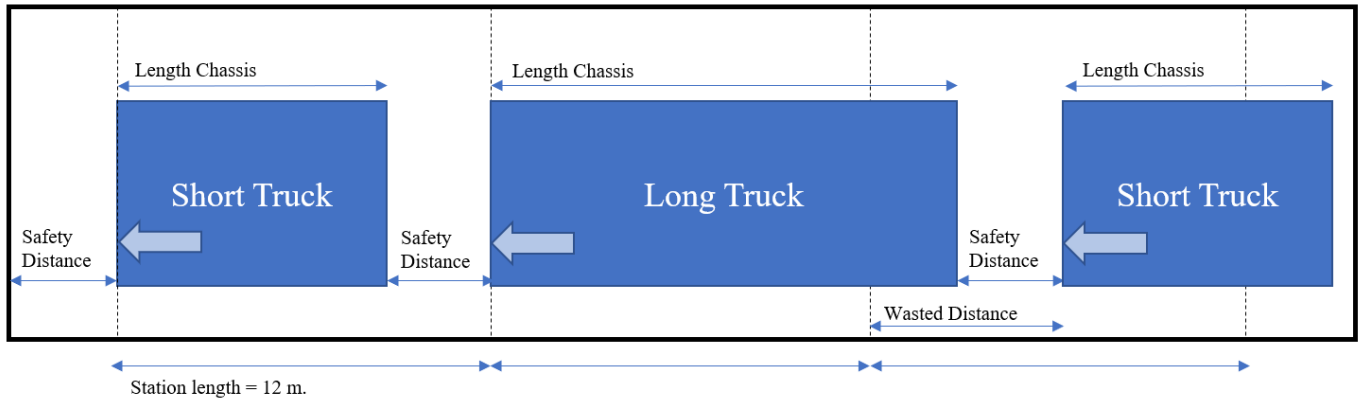 Length Chassis
Length Chassis
Length Chassis
Short Truck
Long Truck
Short Truck
Safety
Distance
Safety
Distance
Safety
Distance
Wasted Distance
Station length = 12 m.